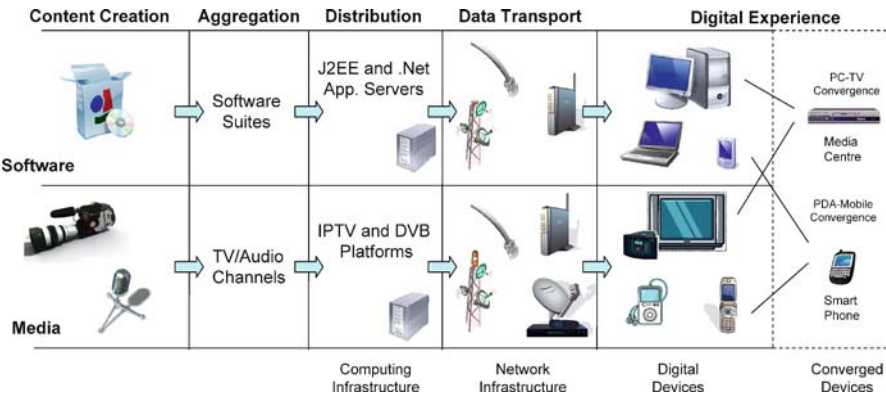 Content Creation
Aggregation
Distribution
Data Transport
Digital Experience
J2EE and .Net
App. Servers
Software
Suites
PC-TV
Convergence
Media
Centre
Software
IPTV and DVB
Platforms
TV/Audio
Channels
PDA-Mobile
Convergence
Smart
Phone
Media
Computing
Infrastructure
Network
Infrastructure
Digital
Devices
Converged
Devices